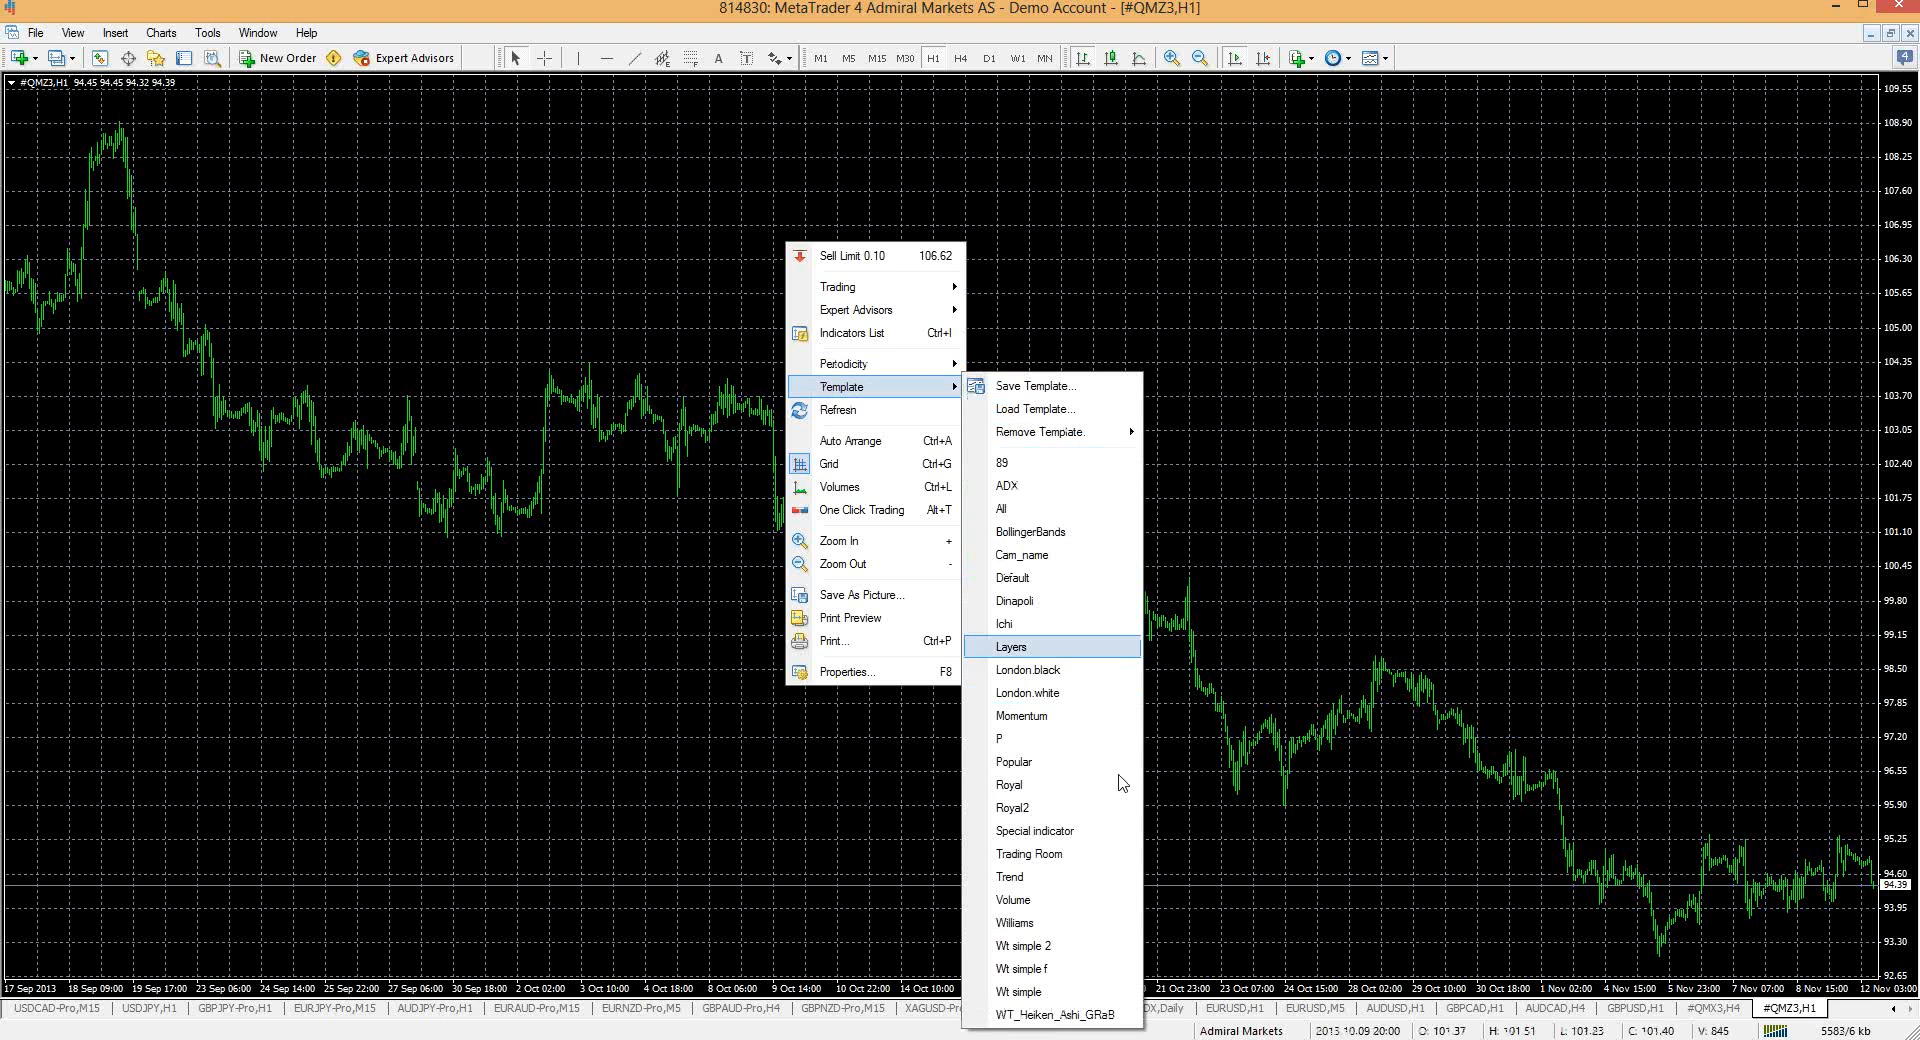 814830: MetaTrader 4 Admiral Markets AS - Demo Account - [#QMZ3,H1]
File View Insert Charts Tools Window Help
New Order Expert Advisors A T M1 M5 M15 M30 H1 H4 D1 W1 MN 4
#QMZ3,H1 94.45 94.45 94.32 94.39
109.55
108.90
108.25
107.60
106.95
106.30
105.65
105.00
104.35
103.70
103.05
102.40
101.75
101.10
100.45
99.80
99.15
98.50
97.85
97.20
96.55
95.90
95.25
94.60
94.39
93.95
93.30
92.65
Sell Limit 0.10 106.62
Trading
Expert Advisors
Indicators List Ctrl+I
Periodicity
Template
Refresh
Auto Arrange Ctrl+A
Grid Ctrl+G
Volumes Ctrl+L
One Click Trading Alt+T
Zoom In +
Zoom Out -
Save As Picture...
Print Preview
Print... Ctrl+P
Properties... F8
Save Template...
Load Template...
Remove Template.
89
ADX
All
BollingerBands
Cam_name
Default
Dinapoli
Ichi
Layers
London.black
London.white
Momentum
P
Popular
Royal
Royal2
Special indicator
Trading Room
Trend
Volume
Williams
Wt simple 2
Wt simple f
Wt simple
WT_Heiken_Ashi_GRaB
17 Sep 2013 18 Sep 09:00 19 Sep 17:00 23 Sep 06:00 24 Sep 14:00 25 Sep 22:00 27 Sep 06:00 30 Sep 18:00 2 Oct 02:00 3 Oct 10:00 4 Oct 18:00 8 Oct 06:00 9 Oct 14:00 10 Oct 22:00 14 Oct 10:00 21 Oct 23:00 23 Oct 07:00 24 Oct 15:00 28 Oct 02:00 29 Oct 10:00 30 Oct 18:00 1 Nov 02:00 4 Nov 15:00 5 Nov 23:00 7 Nov 07:00 8 Nov 15:00 12 Nov 03:00
USDCAD-Pro,M15 USDJPY,H1 GBPJPY-Pro,H1 EURJPY-Pro,M15 AUDJPY-Pro,H1 EURAUD-Pro,M15 EURNZD-Pro,M5 GBPAUD-Pro,H4 GBPNZD-Pro,M15 XAGUSD-Pr DX,Daily EURUSD,H1 EURUSD,M5 AUDUSD,H1 GBPCAD,H1 AUDCAD,H4 GBPUSD,H1 #QMX3,H4 #QMZ3,H1
Admiral Markets 2013.10.09 20:00 O: 101.37 H: 101.51 L: 101.23 C: 101.40 V: 845 5583/6 kb